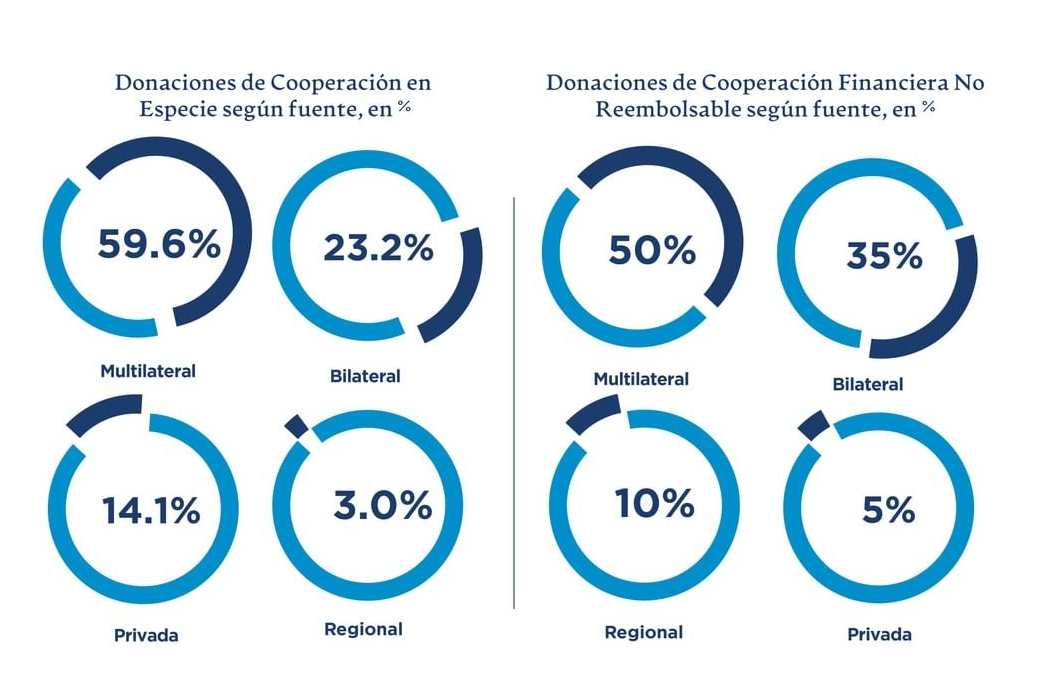 Donaciones de Cooperación en
Especie según fuente, en %
59.6%
Multilateral
23.2%
Bilateral
14.1%
Privada
3.0%
Regional
Donaciones de Cooperación Financiera No
Reembolsable según fuente, en %
50%
Multilateral
35%
Bilateral
10%
Regional
5%
Privada